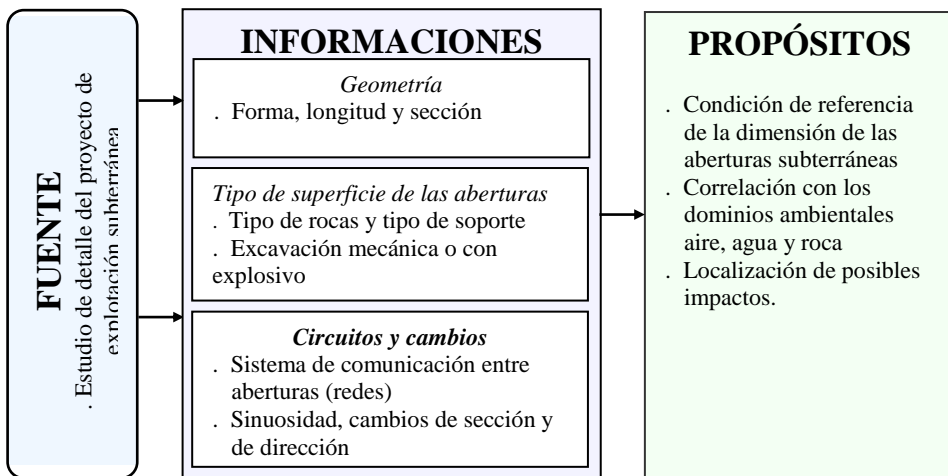 FUENTE
. Estudio de detalle del proyecto de
explotación subterránea
INFORMACIONES
Geometría
. Forma, longitud y sección
Tipo de superficie de las aberturas
. Tipo de rocas y tipo de soporte
. Excavación mecánica o con
explosivo
Circuitos y cambios
. Sistema de comunicación entre
aberturas (redes)
. Sinuosidad, cambios de sección y
de dirección
PROPÓSITOS
. Condición de referencia
de la dimensión de las
aberturas subterráneas
. Correlación con los
dominios ambientales
aire, agua y roca
. Localización de posibles
impactos.